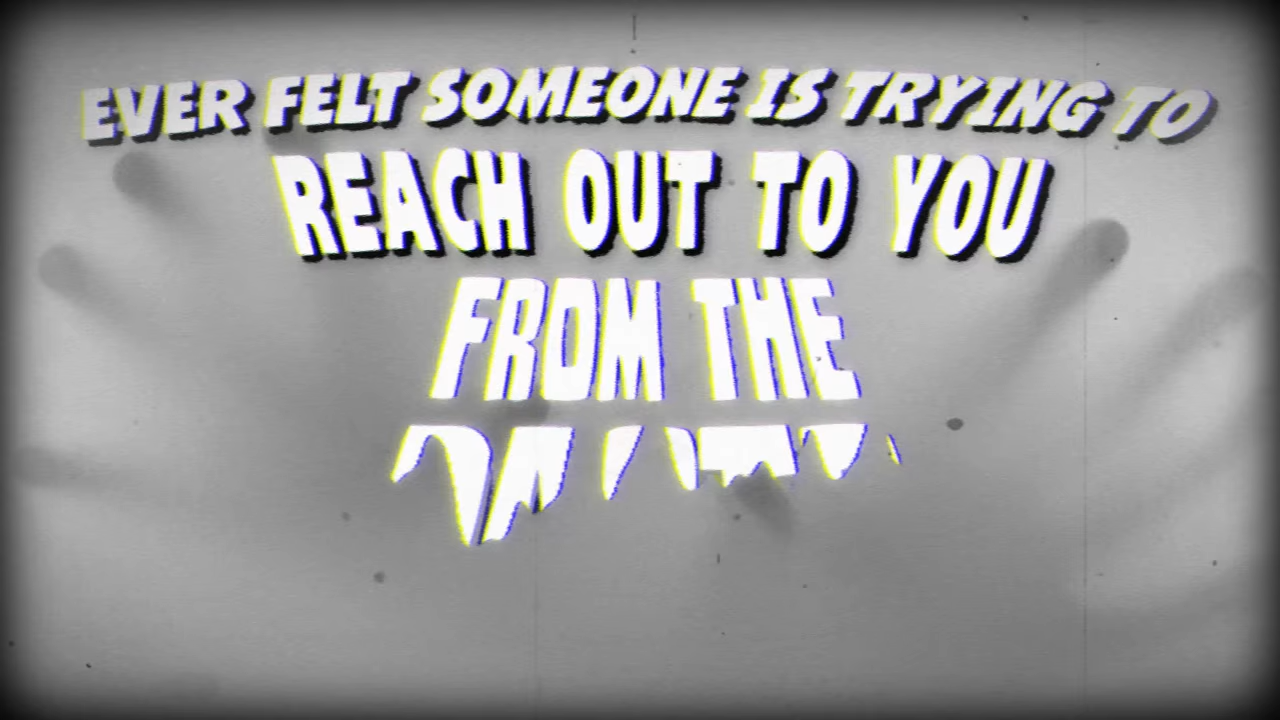 EVER FELT SOMEONE IS TRYING TO
REACH OUT TO YOU
FROM THE